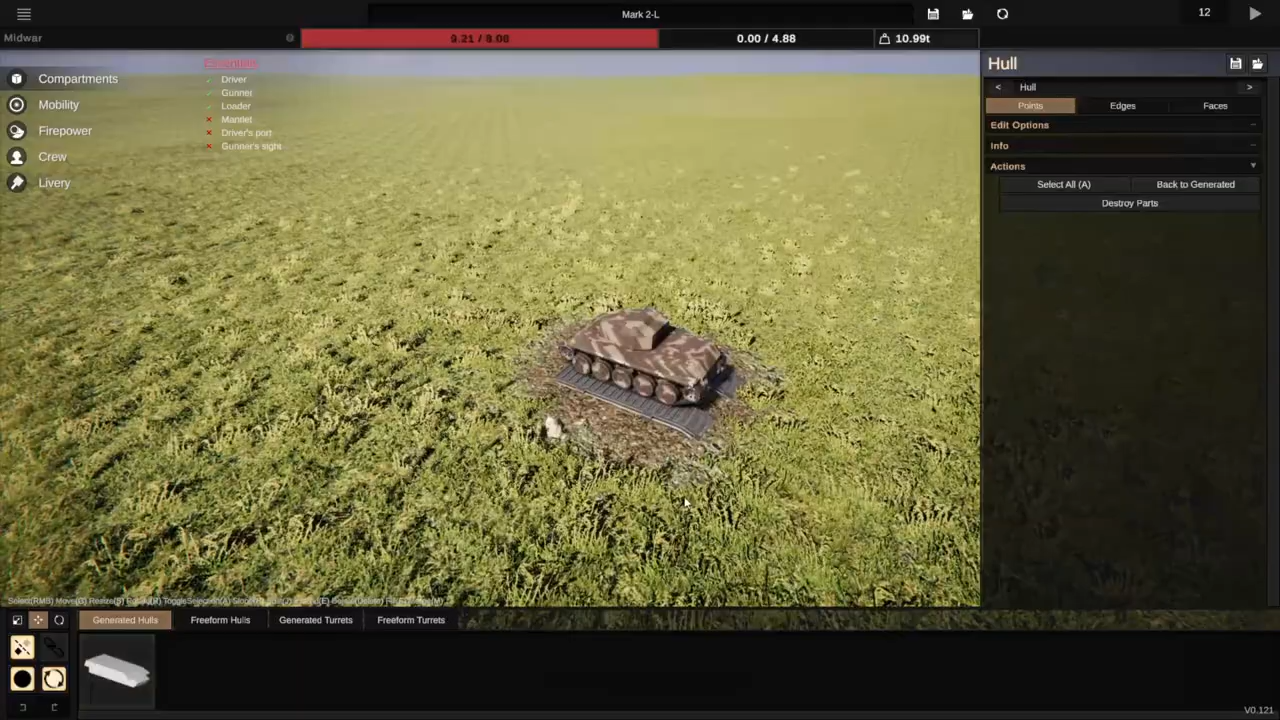 Mark 2-L
12
Midwar
9.21 / 8.08
0.00 / 4.88
10.99t
Compartments
Mobility
Firepower
Crew
Livery
Essentials
Driver
Gunner
Loader
Mantlet
Driver's port
Gunner's sight
Hull
< Hull >
Points Edges Faces
Edit Options
Info
Actions
Select All (A) Back to Generated
Destroy Parts
Generated Hulls Freeform Hulls Generated Turrets Freeform Turrets
V0.121